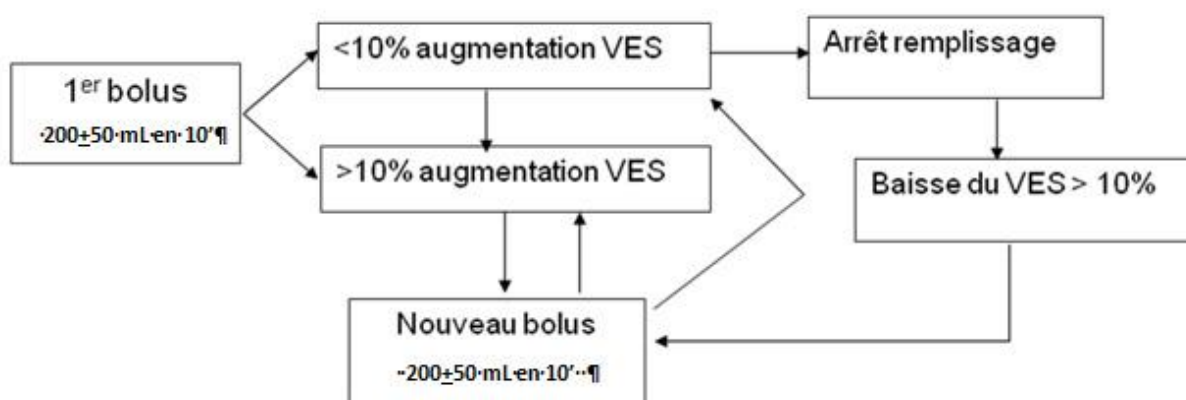 <10% augmentation VES
Arrêt remplissage
1er bolus
·200±50·mL·en·10’¶
>10% augmentation VES
Baisse du VES > 10%
Nouveau bolus
··200±50·mL·en·10’··¶